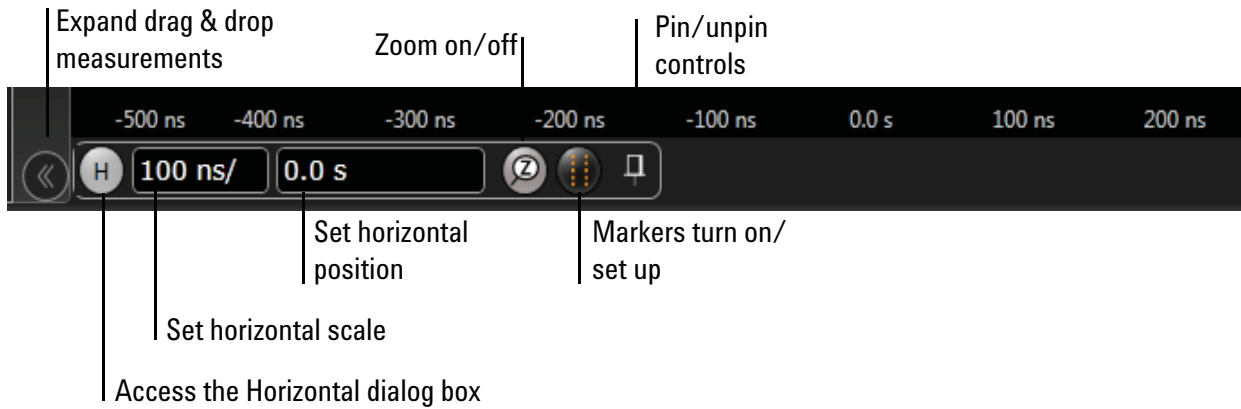 Expand drag & drop
measurements
Zoom on/off
Pin/unpin
controls
-500 ns -400 ns -300 ns -200 ns -100 ns 0.0 s 100 ns 200 ns
H 100 ns/ 0.0 s Z
Set horizontal
position
Markers turn on/
set up
Set horizontal scale
Access the Horizontal dialog box